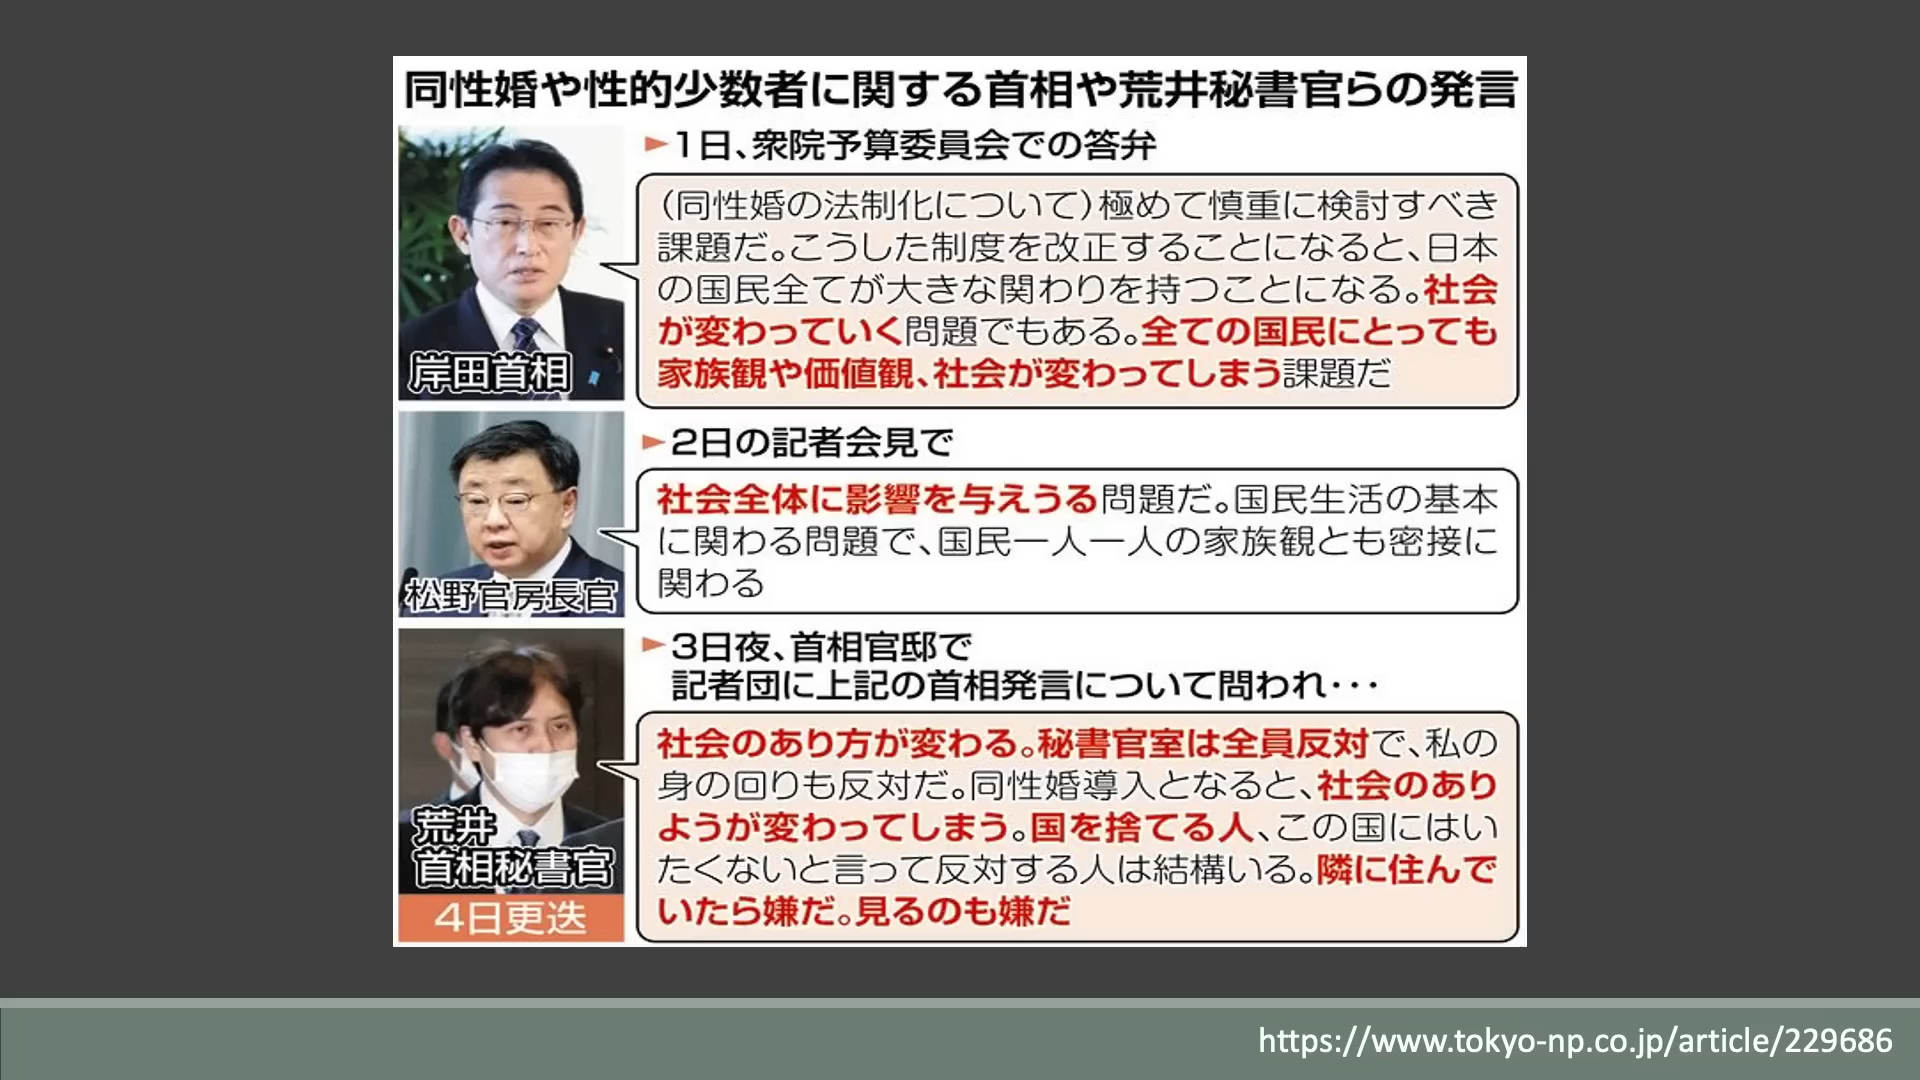 同性婚や性的少数者に関する首相や荒井秘書官らの発言
▶1日、衆院予算委員会での答弁
（同性婚の法制化について）極めて慎重に検討すべき
課題だ。こうした制度を改正することになると、日本
の国民全てが大きな関わりを持つことになる。社会
が変わっていく問題でもある。全ての国民にとっても
家族観や価値観、社会が変わってしまう課題だ
岸田首相
▶2日の記者会見で
社会全体に影響を与えうる問題だ。国民生活の基本
に関わる問題で、国民一人一人の家族観とも密接に
関わる
松野官房長官
▶3日夜、首相官邸で
記者団に上記の首相発言について問われ・・・
社会のあり方が変わる。秘書官室は全員反対で、私の
身の回りも反対だ。同性婚導入となると、社会のあり
ようが変わってしまう。国を捨てる人、この国にはい
たくないと言って反対する人は結構いる。隣に住んで
いたら嫌だ。見るのも嫌だ
荒井
首相秘書官
4日更迭
https://www.tokyo-np.co.jp/article/229686